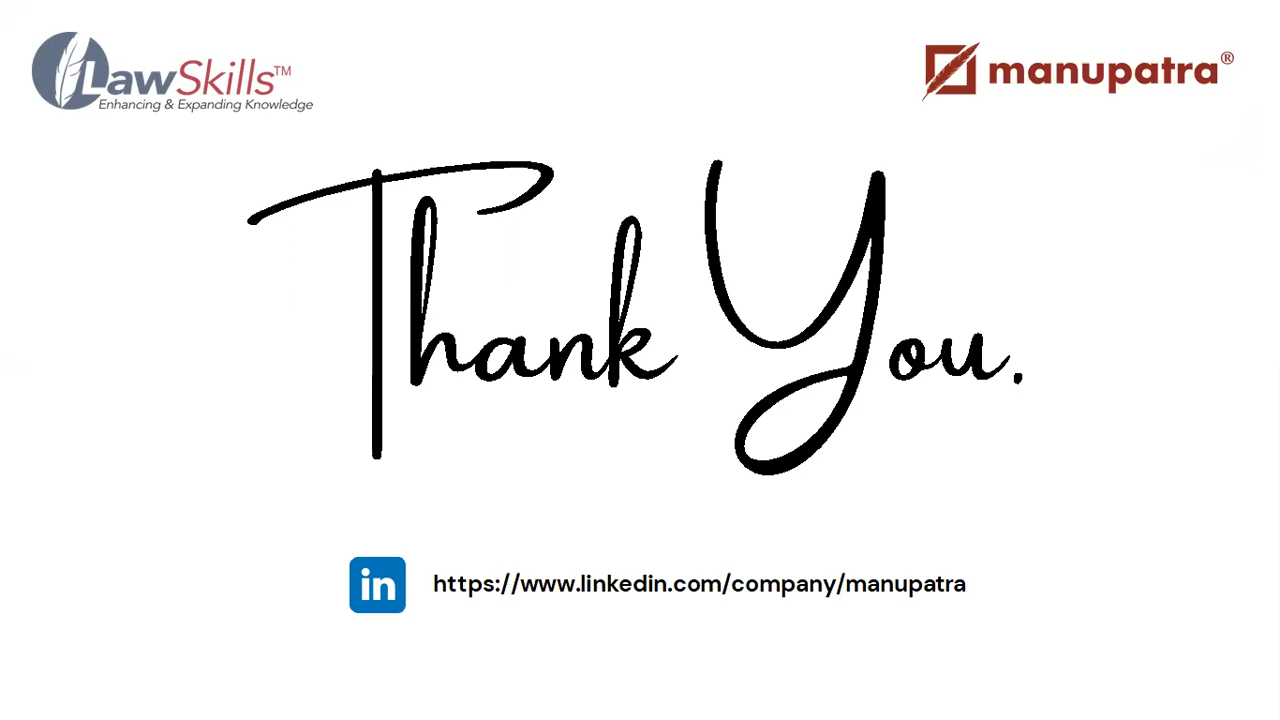 LawSkills™
Enhancing & Expanding Knowledge
manupatra®
Thank You.
in
https://www.linkedin.com/company/manupatra